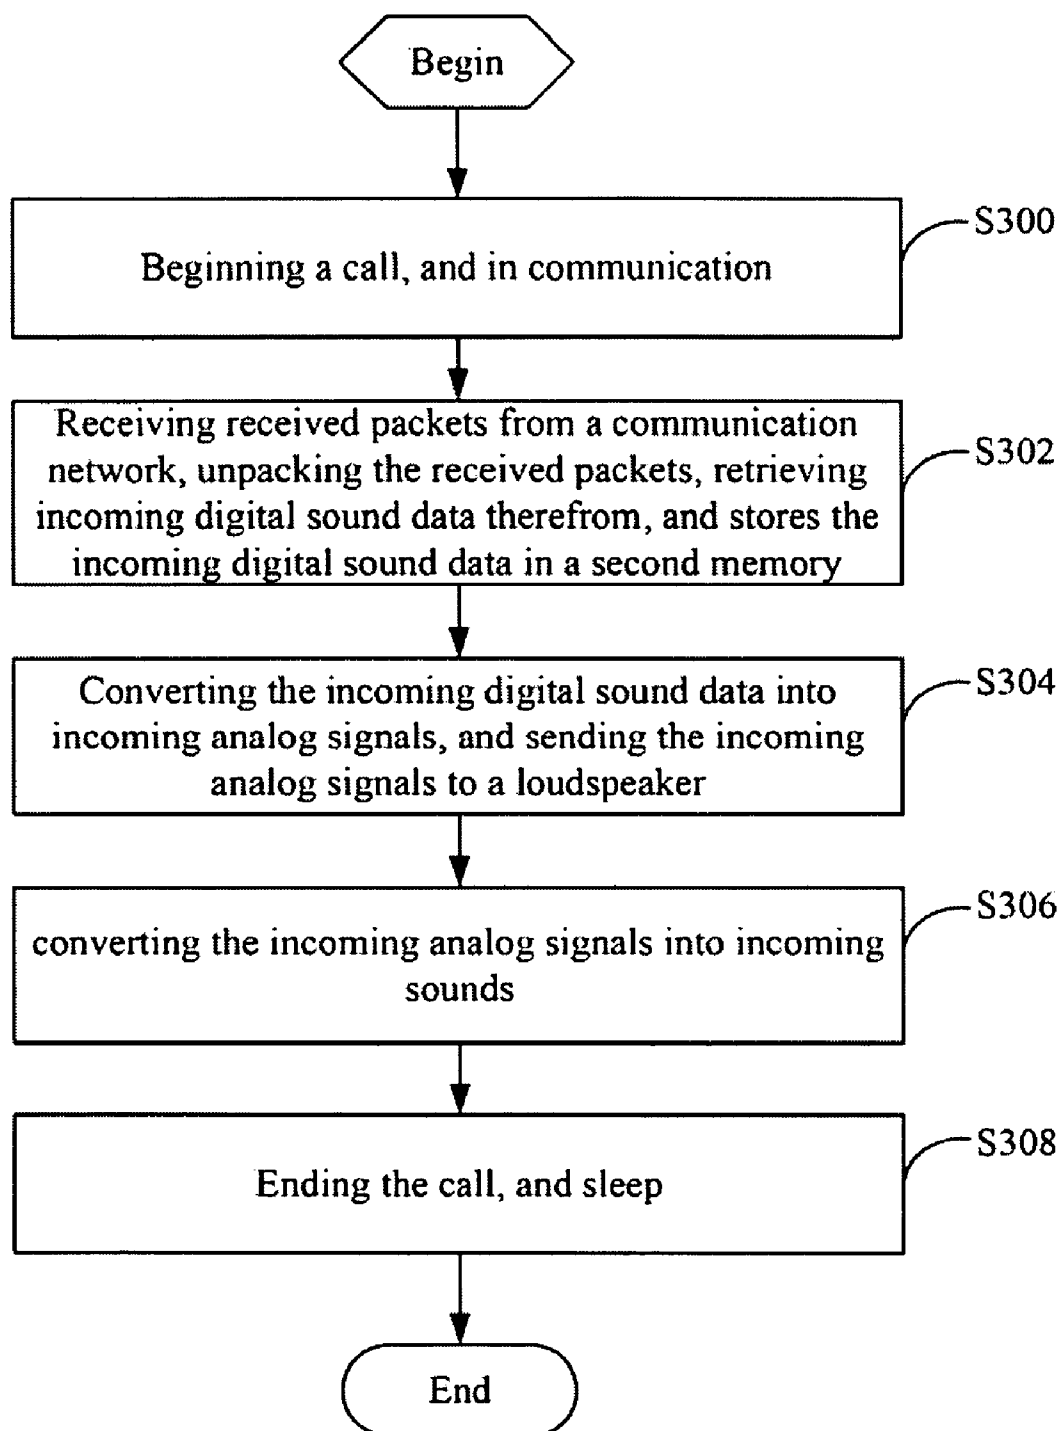 Begin
Beginning a call, and in communication
S300
Receiving received packets from a communication
network, unpacking the received packets, retrieving
incoming digital sound data therefrom, and stores the
incoming digital sound data in a second memory
S302
Converting the incoming digital sound data into
incoming analog signals, and sending the incoming
analog signals to a loudspeaker
S304
converting the incoming analog signals into incoming
sounds
S306
Ending the call, and sleep
S308
End